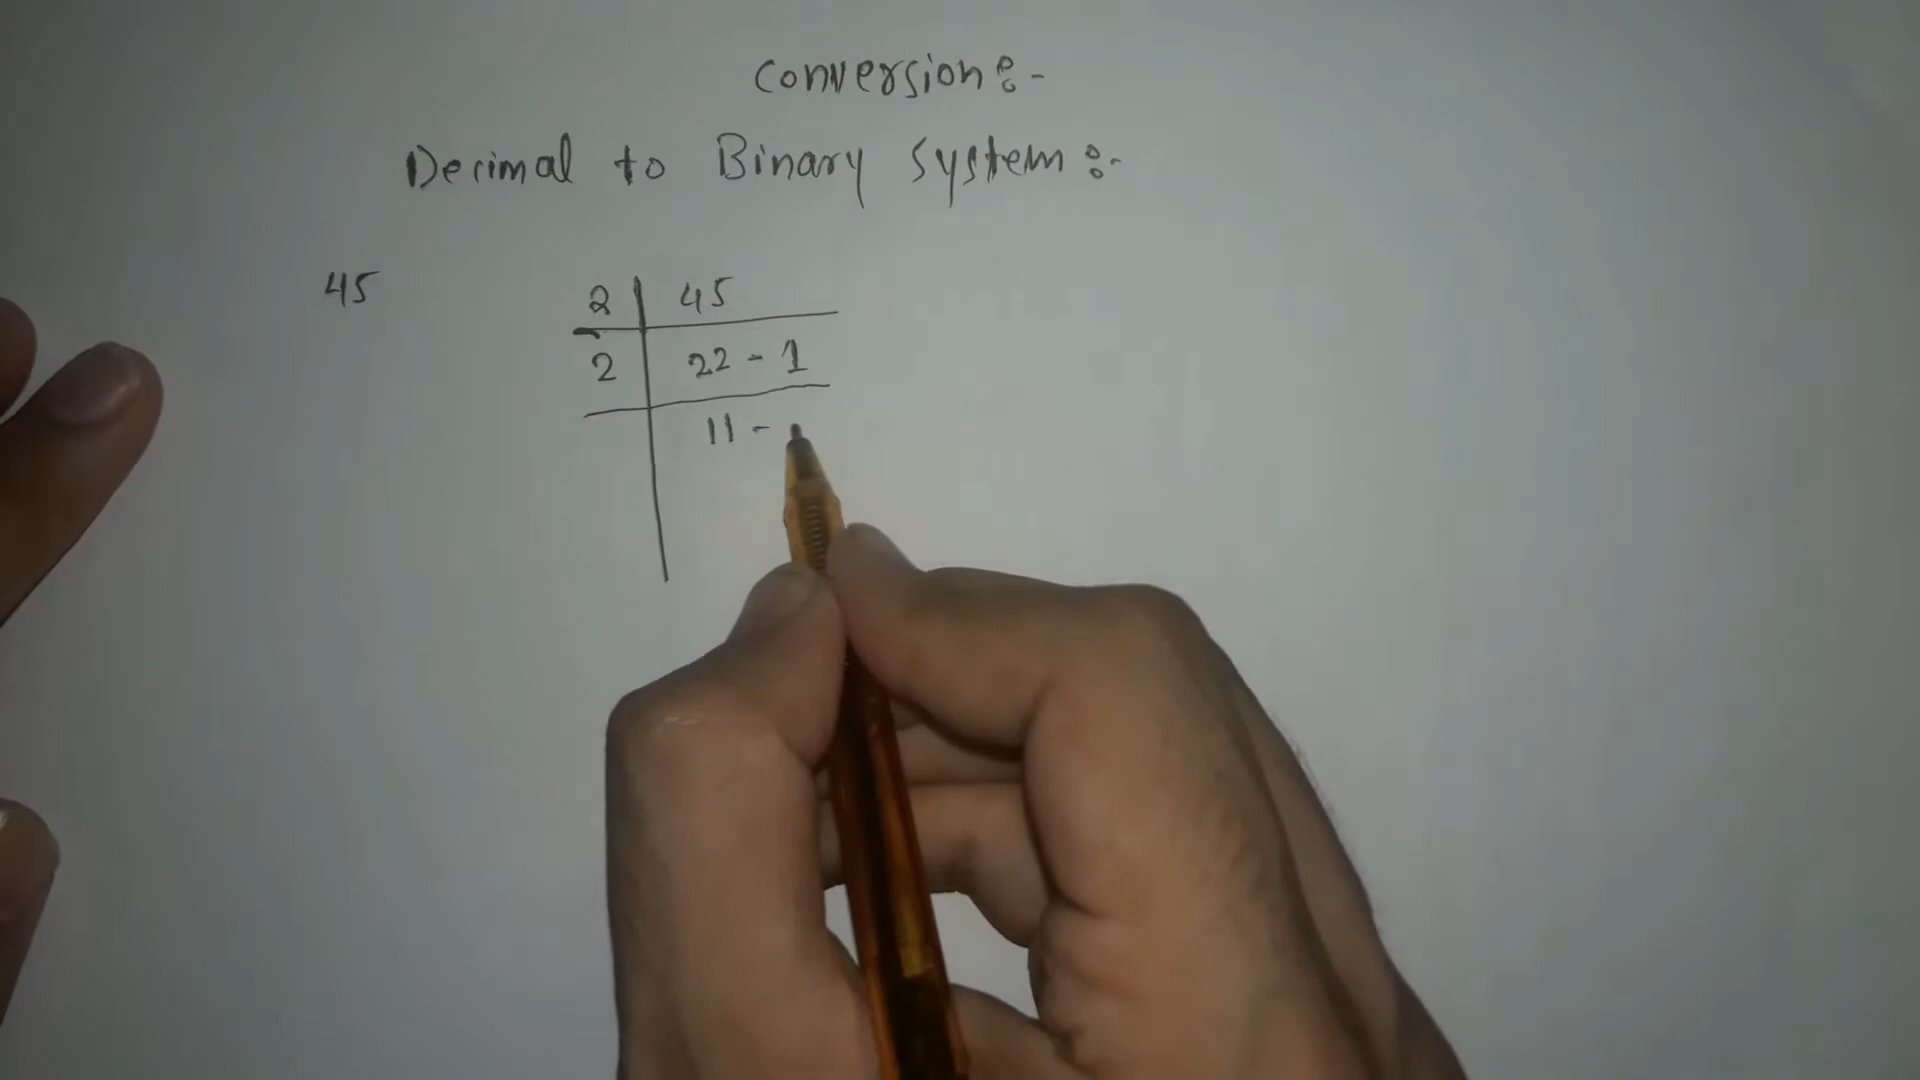 Conversion:-
Decimal to Binary System:-
45
2 | 45
2 | 22 - 1
11 -